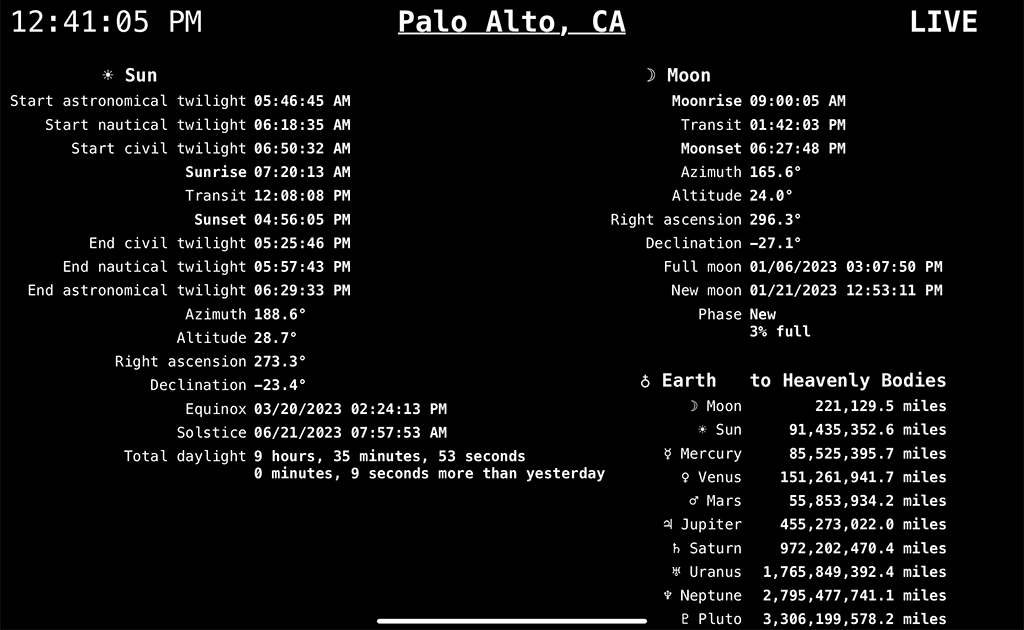 12:41:05 PM
Palo Alto, CA
LIVE
☀ Sun
Start astronomical twilight 05:46:45 AM
Start nautical twilight 06:18:35 AM
Start civil twilight 06:50:32 AM
Sunrise 07:20:13 AM
Transit 12:08:08 PM
Sunset 04:56:05 PM
End civil twilight 05:25:46 PM
End nautical twilight 05:57:43 PM
End astronomical twilight 06:29:33 PM
Azimuth 188.6°
Altitude 28.7°
Right ascension 273.3°
Declination −23.4°
Equinox 03/20/2023 02:24:13 PM
Solstice 06/21/2023 07:57:53 AM
Total daylight 9 hours, 35 minutes, 53 seconds
0 minutes, 9 seconds more than yesterday
☽ Moon
Moonrise 09:00:05 AM
Transit 01:42:03 PM
Moonset 06:27:48 PM
Azimuth 165.6°
Altitude 24.0°
Right ascension 296.3°
Declination −27.1°
Full moon 01/06/2023 03:07:50 PM
New moon 01/21/2023 12:53:11 PM
Phase New
3% full
♁ Earth to Heavenly Bodies
☽ Moon 221,129.5 miles
☀ Sun 91,435,352.6 miles
☿ Mercury 85,525,395.7 miles
♀ Venus 151,261,941.7 miles
♂ Mars 55,853,934.2 miles
♃ Jupiter 455,273,022.0 miles
♄ Saturn 972,202,470.4 miles
♅ Uranus 1,765,849,392.4 miles
♆ Neptune 2,795,477,741.1 miles
♇ Pluto 3,306,199,578.2 miles